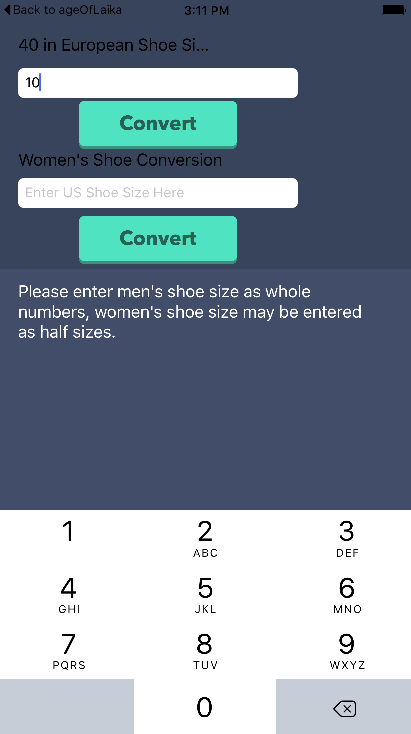 Back to ageOfLaika 3:11 PM
40 in European Shoe Si...
10
Convert
Women's Shoe Conversion
Enter US Shoe Size Here
Convert
Please enter men's shoe size as whole
numbers, women's shoe size may be entered
as half sizes.
1 2 3
ABC DEF
4 5 6
GHI JKL MNO
7 8 9
PQRS TUV WXYZ
0